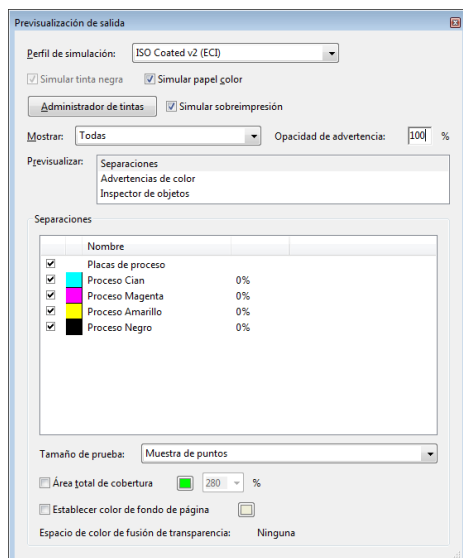 Previsualización de salida
Perfil de simulación: ISO Coated v2 (ECI)
Simular tinta negra Simular papel color
Administrador de tintas Simular sobreimpresión
Mostrar: Todas Opacidad de advertencia: 100 %
Previsualizar: Separaciones
Advertencias de color
Inspector de objetos
Separaciones
Nombre
Placas de proceso
Proceso Cian 0%
Proceso Magenta 0%
Proceso Amarillo 0%
Proceso Negro 0%
Tamaño de prueba: Muestra de puntos
Área total de cobertura 280 %
Establecer color de fondo de página
Espacio de color de fusión de transparencia: Ninguna